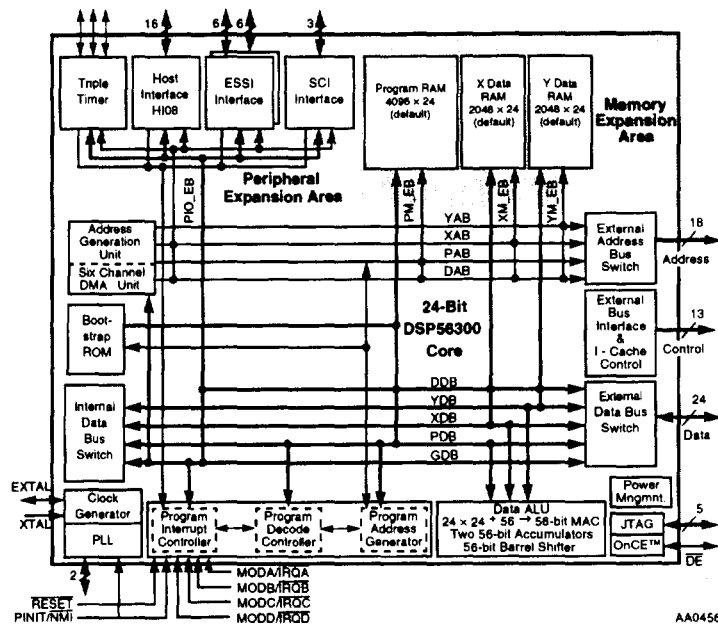 16
6
6
3
Triple
Timer
Host
Interface
HI08
ESSI
Interface
SCI
Interface
Program RAM
4096 × 24
(default)
X Data
RAM
2048 × 24
(default)
Y Data
RAM
2048 × 24
(default)
Memory
Expansion
Area
Peripheral
Expansion Area
PIO_EB
PM_EB
XM_EB
YM_EB
Address
Generation
Unit
Six Channel
DMA Unit
YAB
XAB
PAB
DAB
External
Address
Bus
Switch
18
Address
Boot-
strap
ROM
24-Bit
DSP56300
Core
External
Bus
Interface
&
I - Cache
Control
13
Control
Internal
Data
Bus
Switch
DDB
YDB
XDB
PDB
GDB
External
Data Bus
Switch
24
Data
Power
Mngmnt.
EXTAL
XTAL
Clock
Generator
PLL
Program
Interrupt
Controller
Program
Decode
Controller
Program
Address
Generator
Data ALU
24 × 24 + 56 → 56-bit MAC
Two 56-bit Accumulators
56-bit Barrel Shifter
JTAG
OnCE™
5
DE
2
RESET
PINIT/NMI
MODA/IRQA
MODB/IRQB
MODC/IRQC
MODD/IRQD
AA0456